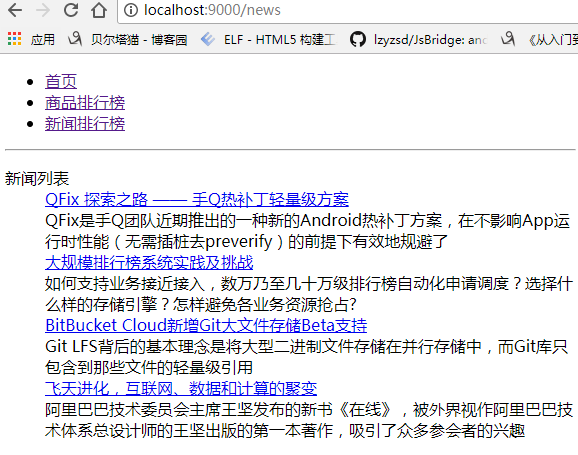 localhost:9000/news
应用 贝尔塔猫 - 博客园 ELF - HTML5 构建工 lzyzsd/JsBridge: and 《从入门到
首页
商品排行榜
新闻排行榜
新闻列表
QFix 探索之路 —— 手Q热补丁轻量级方案
QFix是手Q团队近期推出的一种新的Android热补丁方案，在不影响App运
行时性能（无需插桩去preverify）的前提下有效地规避了
大规模排行榜系统实践及挑战
如何支持业务接近接入，数万乃至几十万级排行榜自动化申请调度？选择什
么样的存储引擎？怎样避免各业务资源抢占?
BitBucket Cloud新增Git大文件存储Beta支持
Git LFS背后的基本理念是将大型二进制文件存储在并行存储中，而Git库只
包含到那些文件的轻量级引用
飞天进化，互联网、数据和计算的聚变
阿里巴巴技术委员会主席王坚发布的新书《在线》，被外界视作阿里巴巴技
术体系总设计师的王坚出版的第一本著作，吸引了众多参会者的兴趣